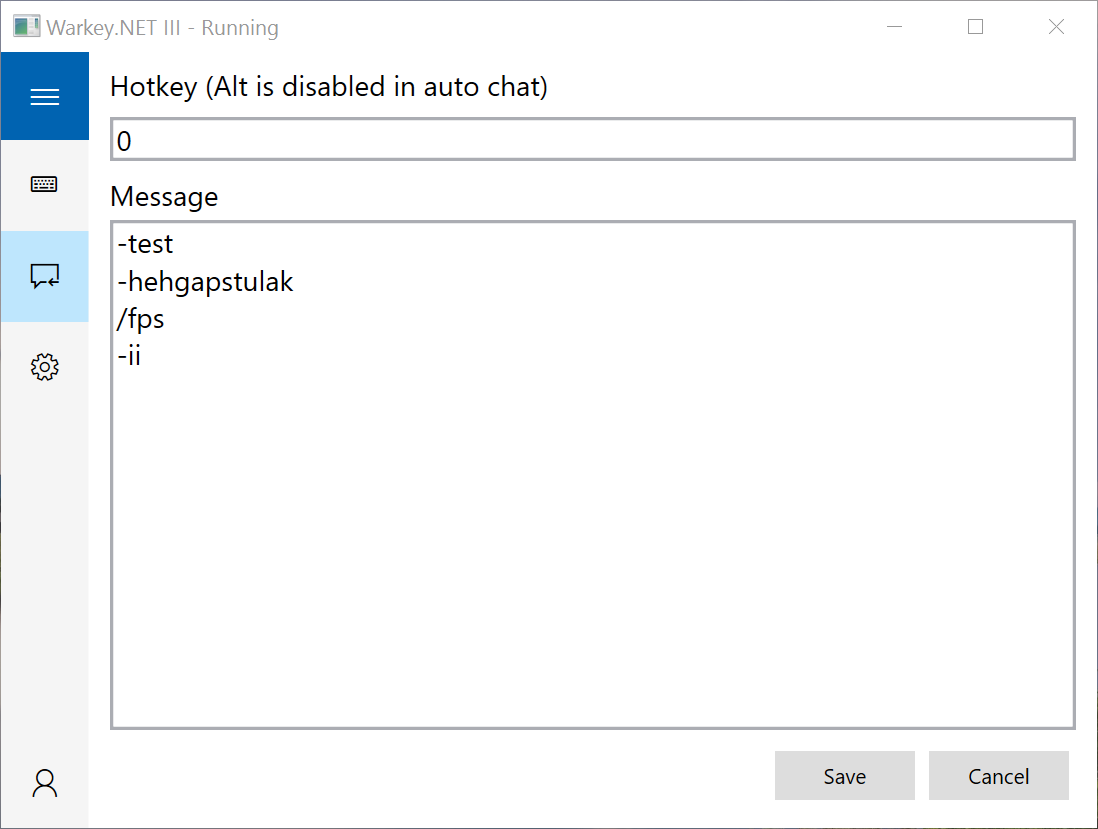 Warkey.NET III - Running
Hotkey (Alt is disabled in auto chat)
0
Message
-test
-hehgapstulak
/fps
-ii
Save
Cancel